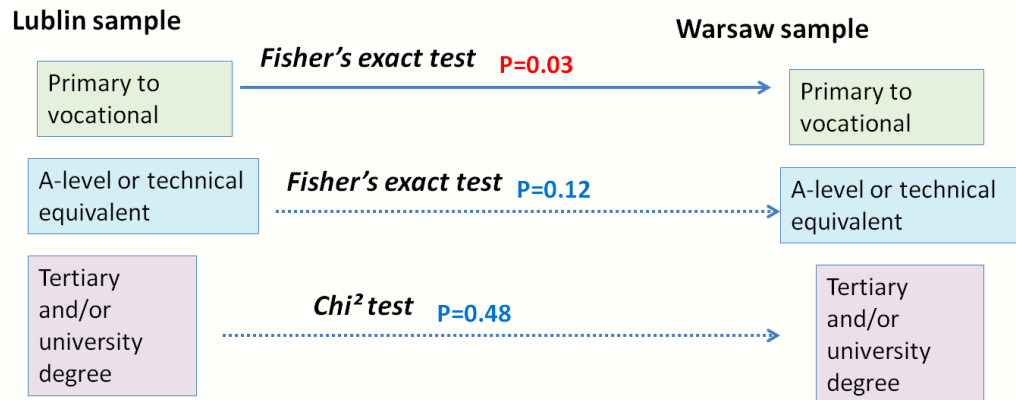 Lublin sample
Warsaw sample
Fisher's exact test P=0.03
Primary to
vocational
Primary to
vocational
Fisher's exact test P=0.12
A-level or technical
equivalent
A-level or technical
equivalent
Chi² test P=0.48
Tertiary
and/or
university
degree
Tertiary
and/or
university
degree